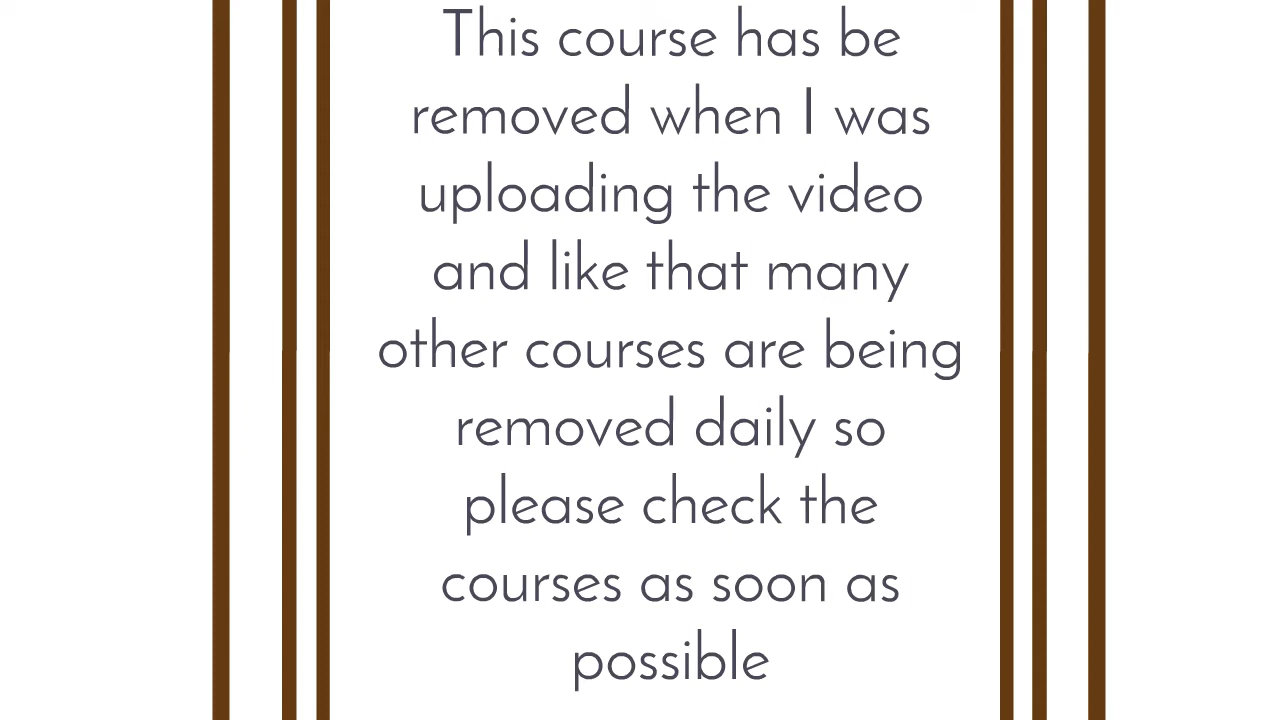 This course has be
removed when I was
uploading the video
and like that many
other courses are being
removed daily so
please check the
courses as soon as
possible